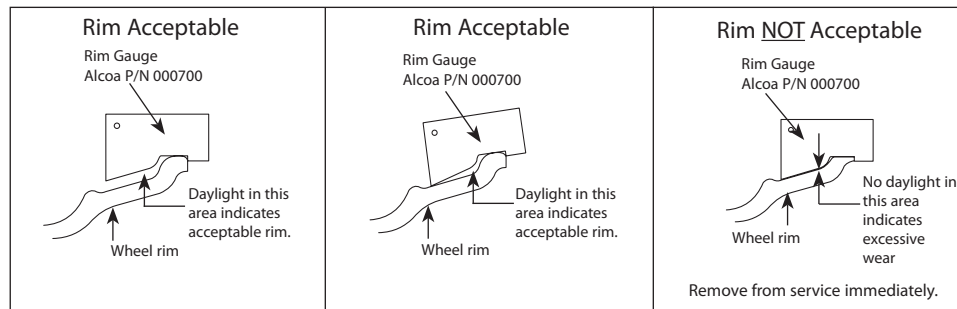 Rim Acceptable
Rim Gauge
Alcoa P/N 000700
Daylight in this
area indicates
acceptable rim.
Wheel rim
Rim Acceptable
Rim Gauge
Alcoa P/N 000700
Daylight in this
area indicates
acceptable rim.
Wheel rim
Rim NOT Acceptable
Rim Gauge
Alcoa P/N 000700
No daylight in
this area
indicates
excessive
wear
Wheel rim
Remove from service immediately.